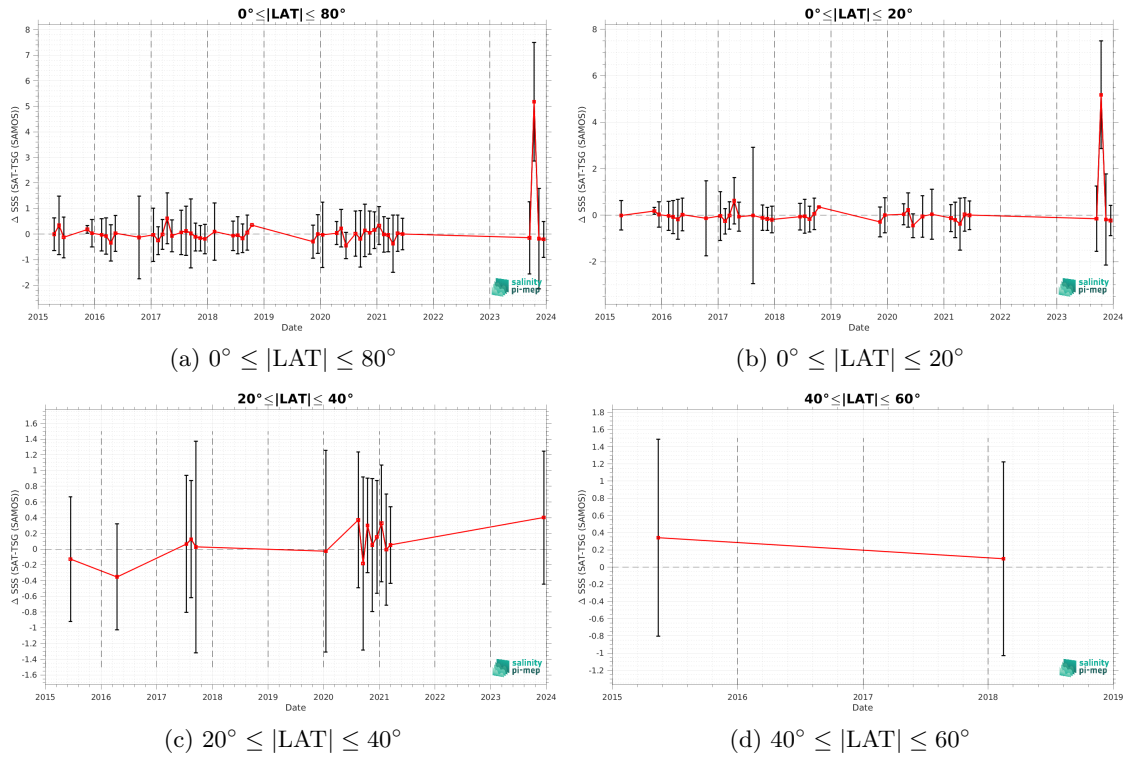 0°≤|LAT|≤ 80°
8
7
6
5
4
3
2
1
0
-1
-2
Δ SSS (SAT-TSG (SAMOS))
2015 2016 2017 2018 2019 2020 2021 2022 2023 2024
Date
salinity
pi-mep
(a) 0° ≤ |LAT| ≤ 80°
0°≤|LAT|≤ 20°
8
6
4
2
0
-2
Δ SSS (SAT-TSG (SAMOS))
2015 2016 2017 2018 2019 2020 2021 2022 2023 2024
Date
salinity
pi-mep
(b) 0° ≤ |LAT| ≤ 20°
20°≤|LAT|≤ 40°
1.6
1.4
1.2
1
0.8
0.6
0.4
0.2
0
-0.2
-0.4
-0.6
-0.8
-1
-1.2
-1.4
-1.6
Δ SSS (SAT-TSG (SAMOS))
2015 2016 2017 2018 2019 2020 2021 2022 2023 2024
Date
salinity
pi-mep
(c) 20° ≤ |LAT| ≤ 40°
40°≤|LAT|≤ 60°
1.8
1.6
1.4
1.2
1
0.8
0.6
0.4
0.2
0
-0.2
-0.4
-0.6
-0.8
-1
-1.2
Δ SSS (SAT-TSG (SAMOS))
2015 2016 2017 2018 2019
Date
salinity
pi-mep
(d) 40° ≤ |LAT| ≤ 60°